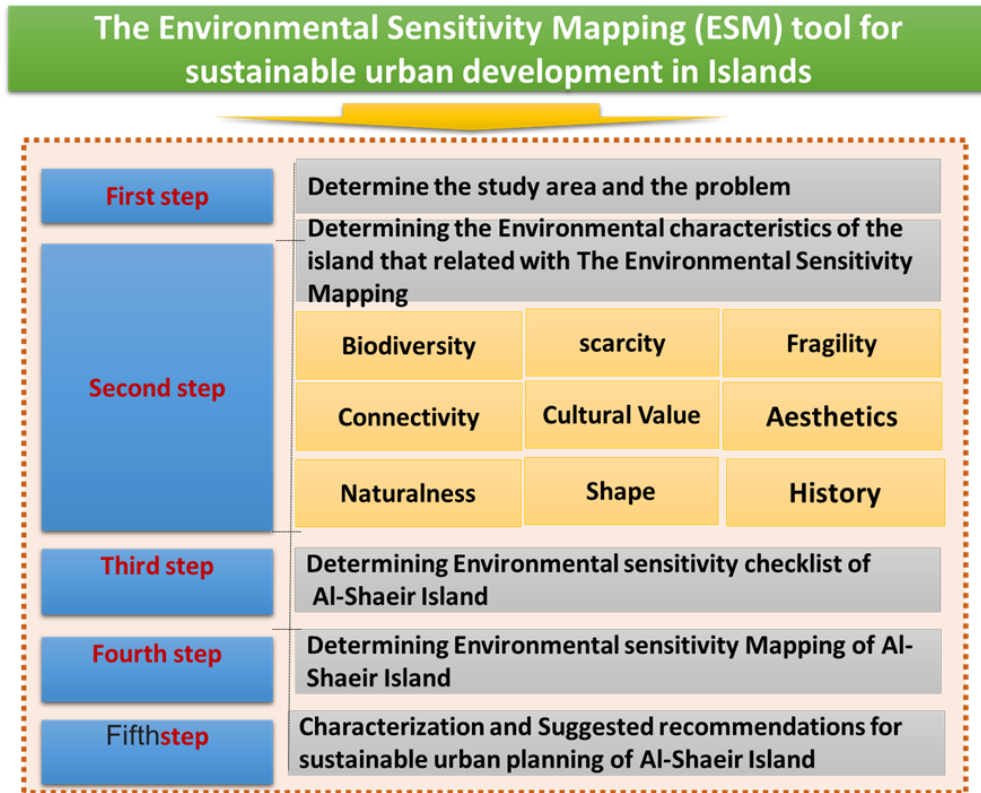 The Environmental Sensitivity Mapping (ESM) tool for
sustainable urban development in Islands
First step
Determine the study area and the problem
Second step
Determining the Environmental characteristics of the
island that related with The Environmental Sensitivity
Mapping
Biodiversity
scarcity
Fragility
Connectivity
Cultural Value
Aesthetics
Naturalness
Shape
History
Third step
Determining Environmental sensitivity checklist of
Al-Shaeir Island
Fourth step
Determining Environmental sensitivity Mapping of Al-
Shaeir Island
Fifthstep
Characterization and Suggested recommendations for
sustainable urban planning of Al-Shaeir Island